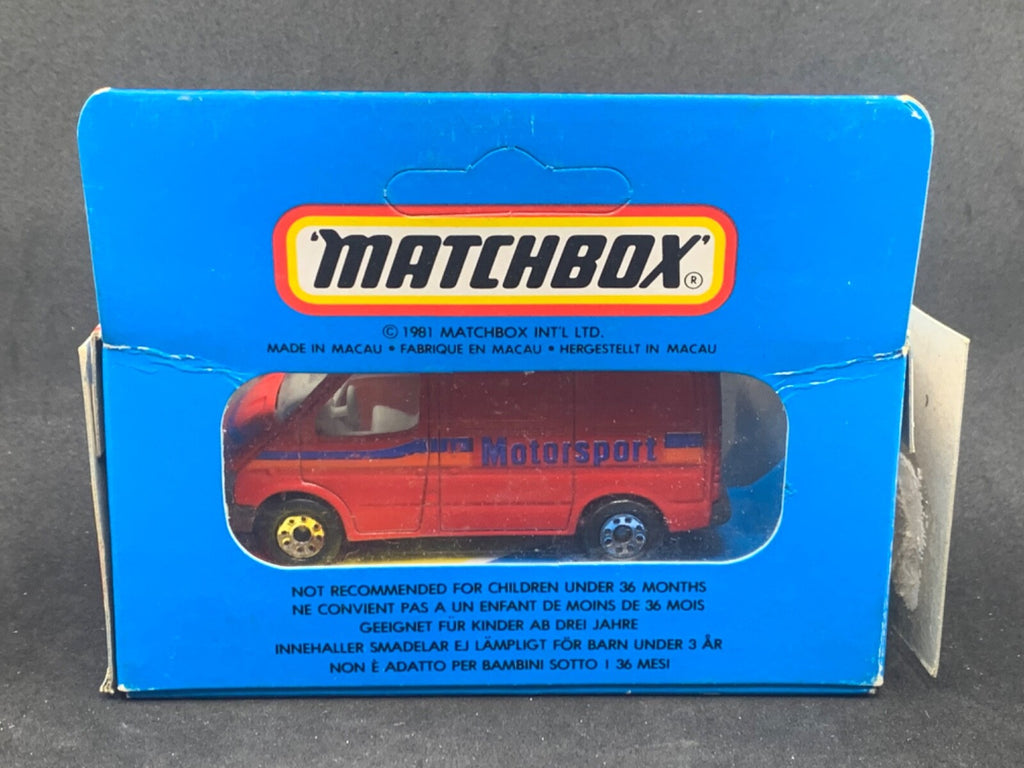 'MATCHBOX'®
© 1981 MATCHBOX INT'L LTD.
MADE IN MACAU • FABRIQUE EN MACAU • HERGESTELLT IN MACAU
Motorsport
NOT RECOMMENDED FOR CHILDREN UNDER 36 MONTHS
NE CONVIENT PAS A UN ENFANT DE MOINS DE 36 MOIS
GEEIGNET FÜR KINDER AB DREI JAHRE
INNEHALLER SMADELAR EJ LÄMPLIGT FÖR BARN UNDER 3 ÅR
NON È ADATTO PER BAMBINI SOTTO I 36 MESI